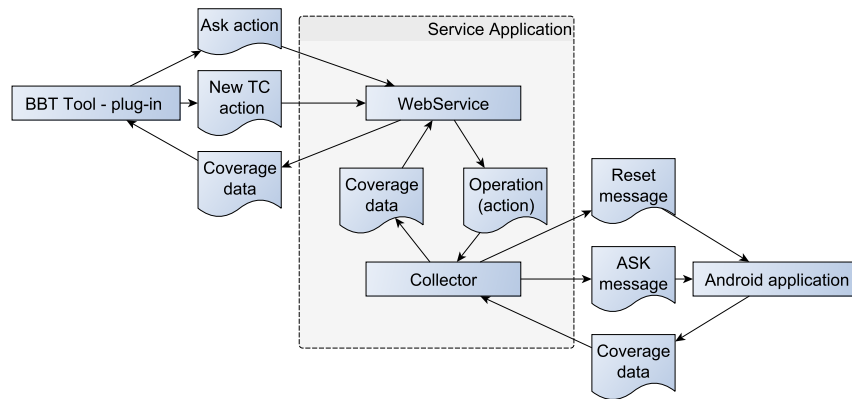 Ask action
Service Application
BBT Tool - plug-in
New TC
action
WebService
Coverage
data
Coverage
data
Operation
(action)
Reset
message
Collector
ASK
message
Android application
Coverage
data